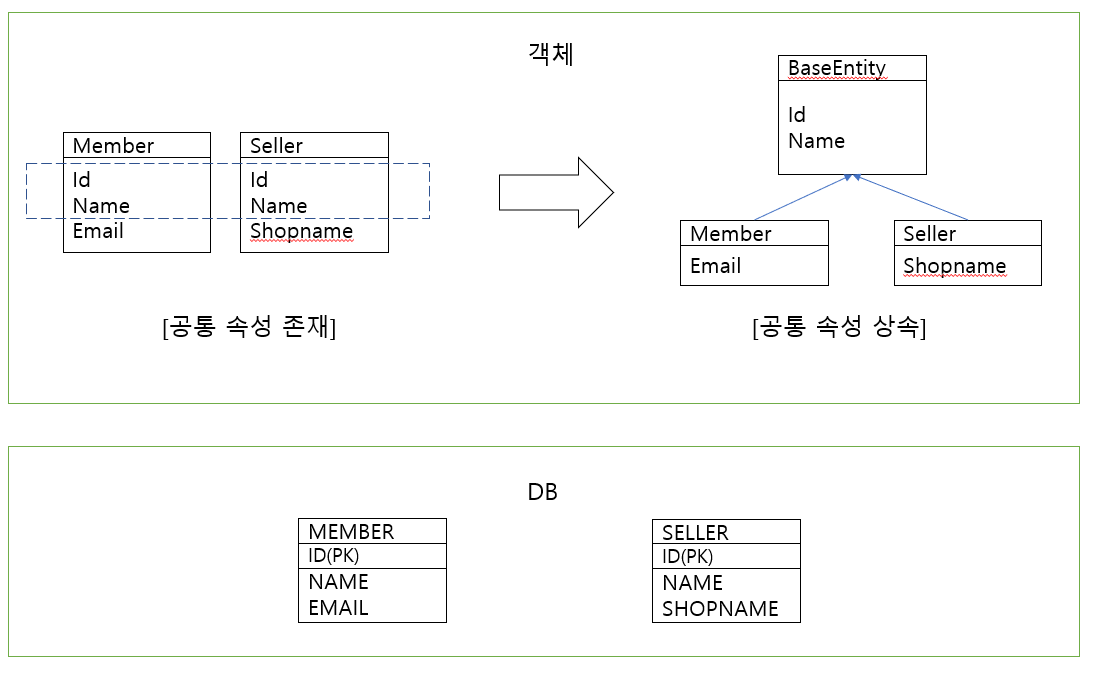 객체
Member
Id
Name
Email
Seller
Id
Name
Shopname
[공통 속성 존재]
BaseEntity
Id
Name
Member
Email
Seller
Shopname
[공통 속성 상속]
DB
MEMBER
ID(PK)
NAME
EMAIL
SELLER
ID(PK)
NAME
SHOPNAME